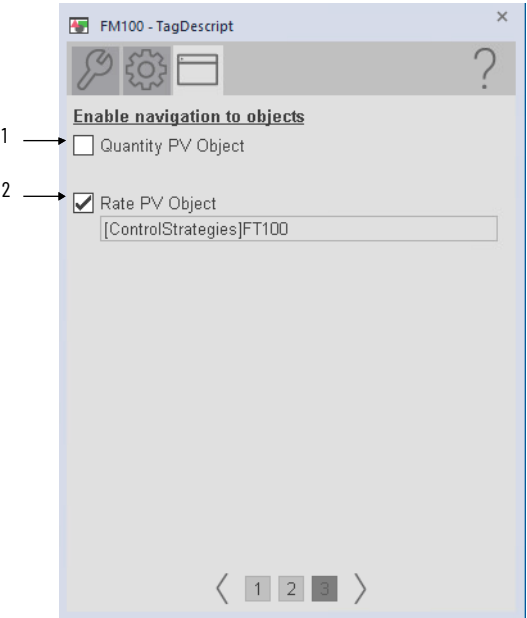 FM100 - TagDescript
?
Enable navigation to objects
1
Quantity PV Object
2
Rate PV Object
[ControlStrategies]FT100
1 2 3